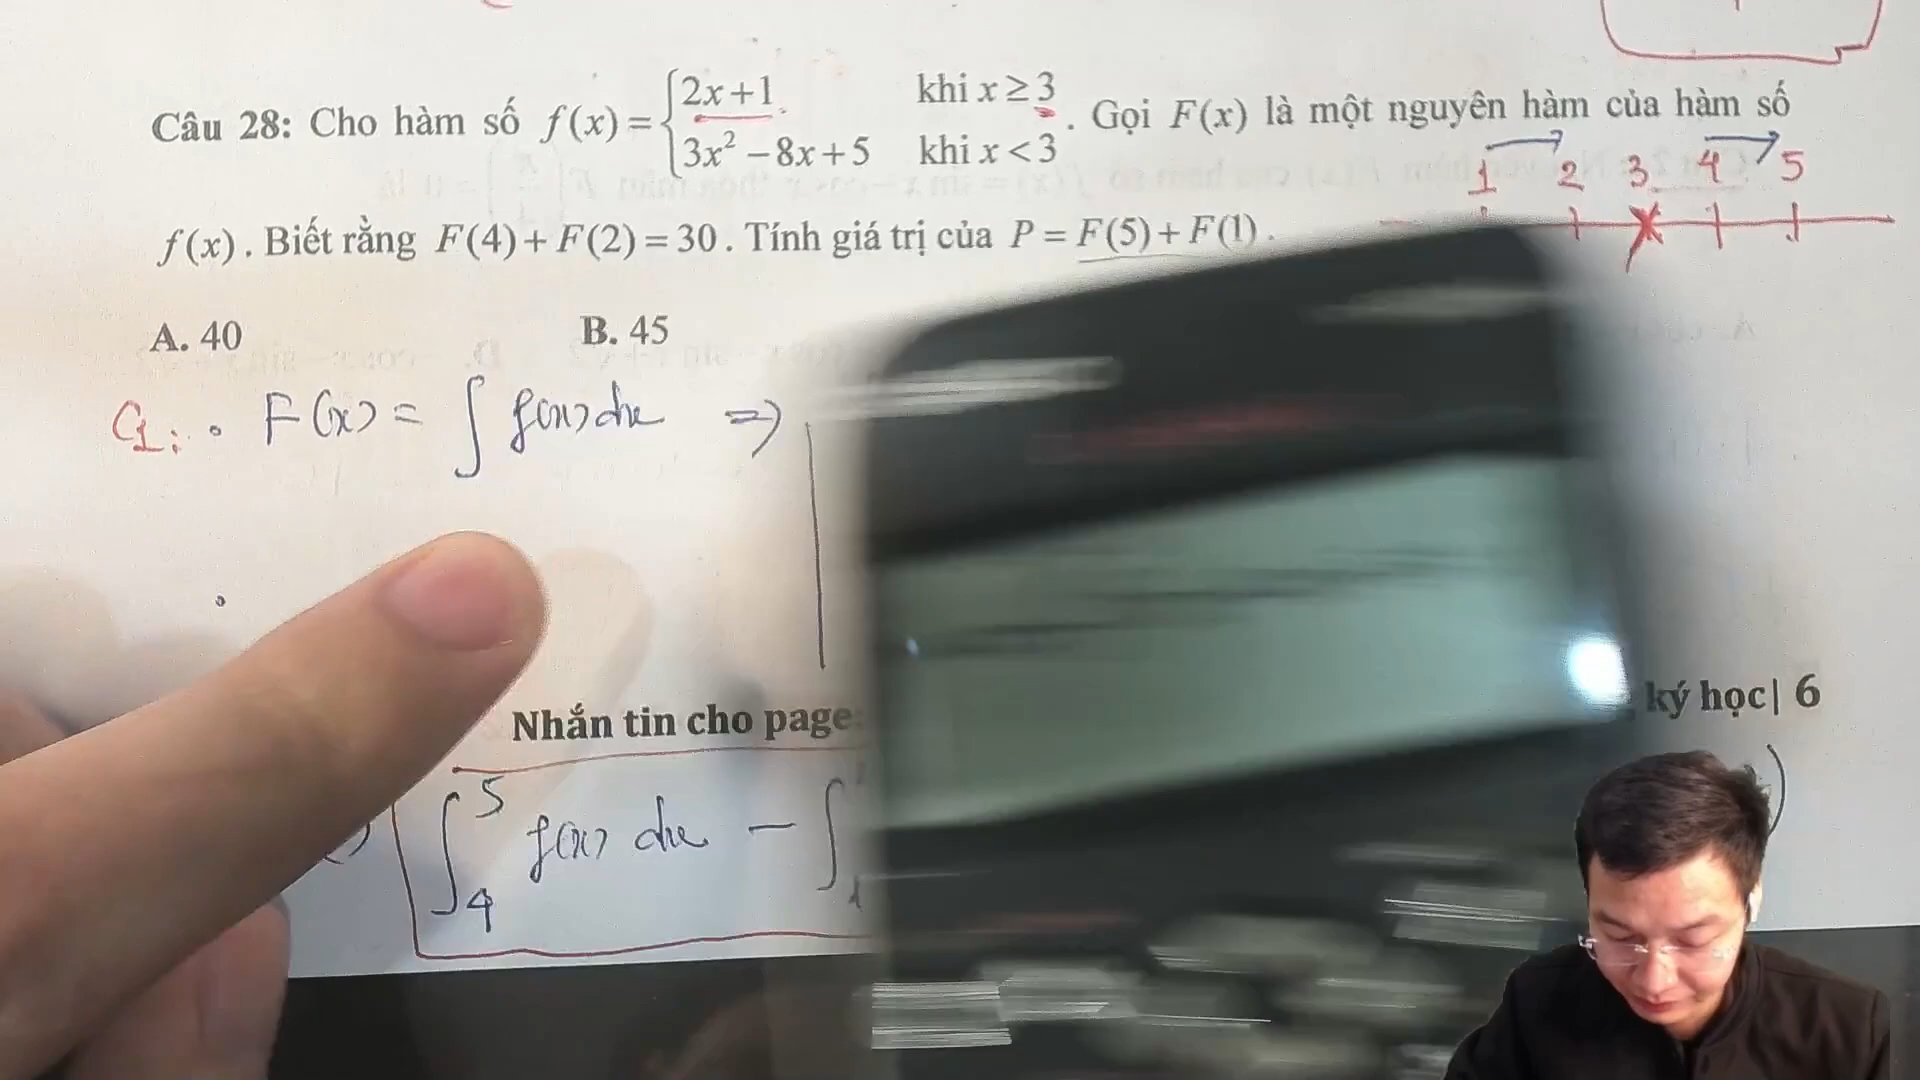 Câu 28: Cho hàm số f(x) = { 2x+1 khi x ≥ 3 . Gọi F(x) là một nguyên hàm của hàm số
3x² − 8x + 5 khi x < 3
1 2 3 4 5
f(x). Biết rằng F(4) + F(2) = 30. Tính giá trị của P = F(5) + F(1).
A. 40 B. 45
C1: • F(x) = ∫ f(x) dx ⇒
Nhắn tin cho page: ký học| 6
∫₄⁵ f(x) dx − ∫